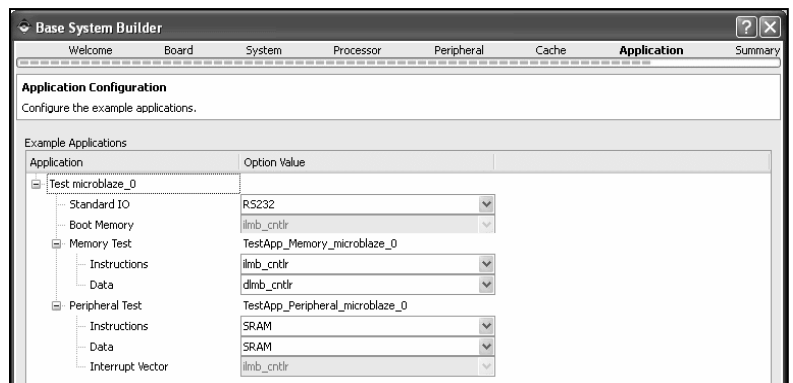 Base System Builder
Welcome Board System Processor Peripheral Cache Application Summary
Application Configuration
Configure the example applications.
Example Applications
Application Option Value
Test microblaze_0
Standard IO RS232
Boot Memory ilmb_cntlr
Memory Test TestApp_Memory_microblaze_0
Instructions ilmb_cntlr
Data dlmb_cntlr
Peripheral Test TestApp_Peripheral_microblaze_0
Instructions SRAM
Data SRAM
Interrupt Vector ilmb_cntlr